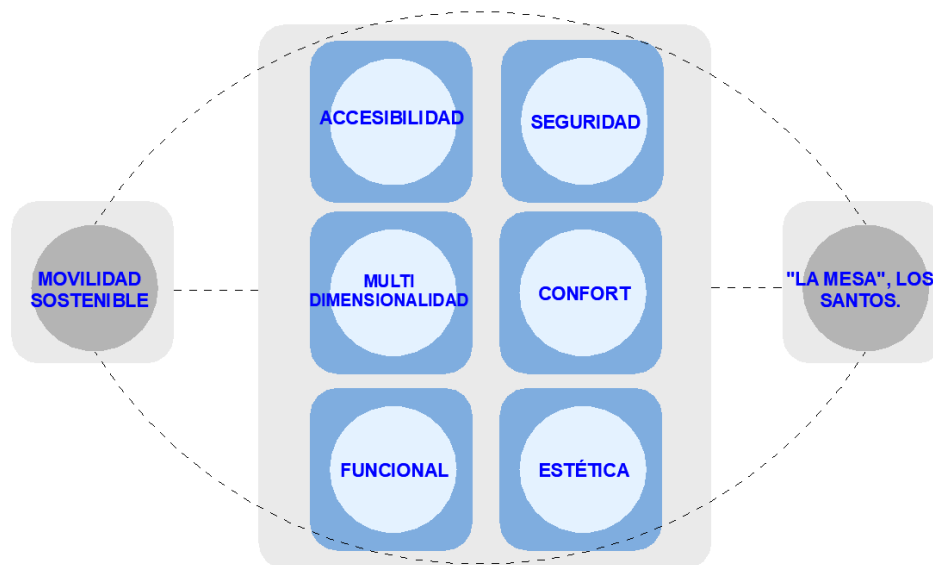 ACCESIBILIDAD
SEGURIDAD
MOVILIDAD
SOSTENIBLE
MULTI
DIMENSIONALIDAD
CONFORT
"LA MESA", LOS
SANTOS.
FUNCIONAL
ESTÉTICA